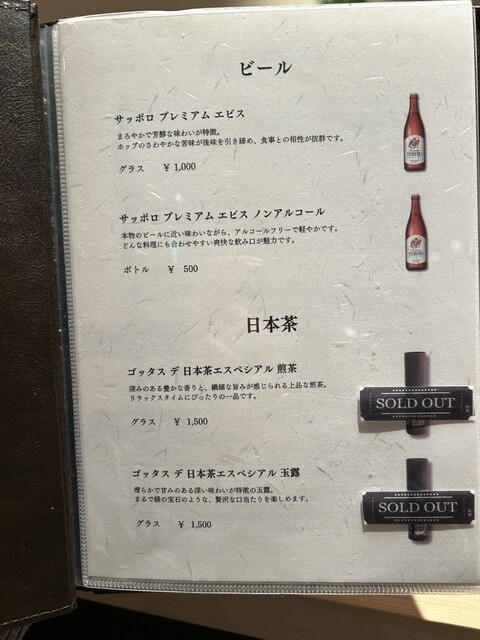 ビール
サッポロ プレミアム エビス
まろやかで芳醇な味わいが特徴。
ホップのさわやかな苦味が後味を引き締め、食事との相性が抜群です。
グラス ¥ 1,000
サッポロ プレミアム エビス ノンアルコール
本物のビールに近い味わいながら、アルコールフリーで軽やかです。
どんな料理にも合わせやすい爽快な飲み口が魅力です。
ボトル ¥ 500
日本茶
ゴッタス デ 日本茶エスペシアル 煎茶
深みのある豊かな香りと、繊細な旨みが感じられる上品な煎茶。
リラックスタイムにぴったりの一品です。
グラス ¥ 1,500
SOLD OUT
ゴッタス デ 日本茶エスペシアル 玉露
滑らかで甘みのある深い味わいが特徴の玉露。
まるで緑の宝石のような、贅沢な口当たりを楽しめます。
グラス ¥ 1,500
SOLD OUT